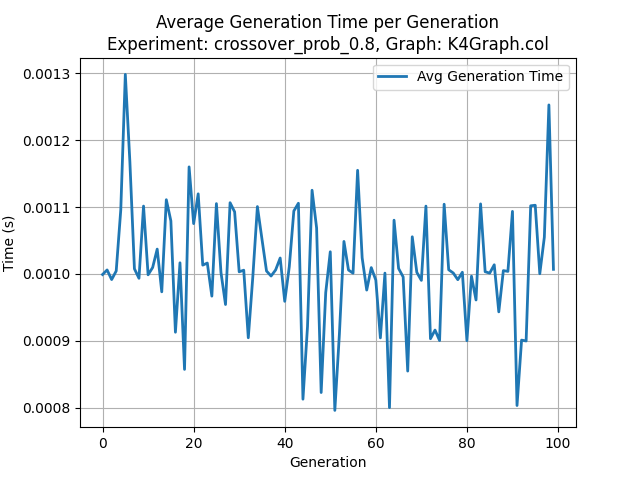 Average Generation Time per Generation
Experiment: crossover_prob_0.8, Graph: K4Graph.col
Avg Generation Time
0.0013
0.0012
0.0011
0.0010
0.0009
0.0008
Time (s)
0 20 40 60 80 100
Generation